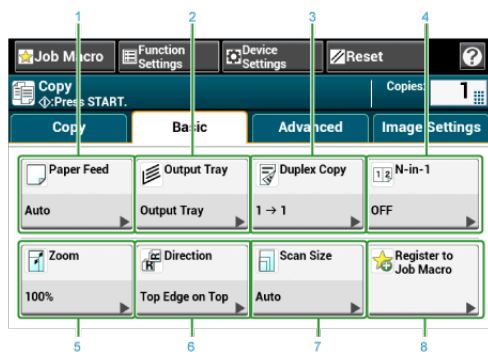 1 2 3 4
Job Macro Function Settings Device Settings Reset ?
Copy Copies: 1
:Press START.
Copy Basic Advanced Image Settings
Paper Feed Output Tray Duplex Copy 12 N-in-1
Auto Output Tray 1 → 1 OFF
Zoom Direction Scan Size Register to
Job Macro
100% Top Edge on Top Auto
5 6 7 8